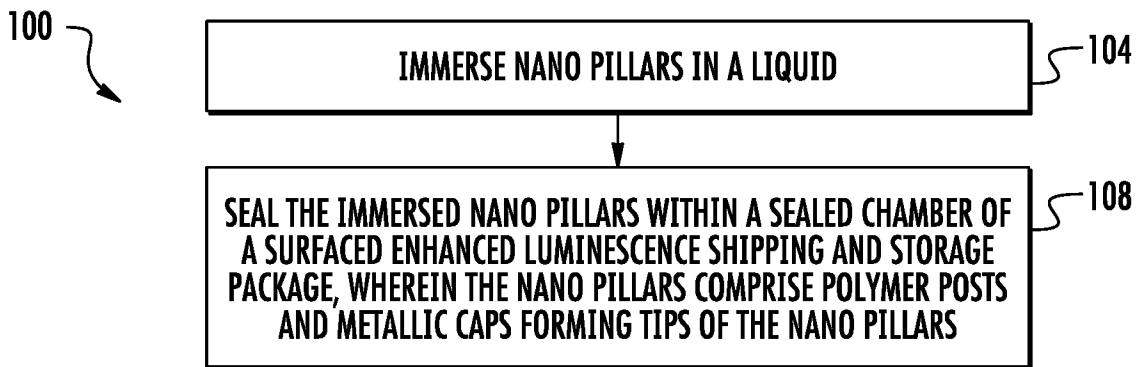 100
IMMERSE NANO PILLARS IN A LIQUID
104
SEAL THE IMMERSED NANO PILLARS WITHIN A SEALED CHAMBER OF
A SURFACED ENHANCED LUMINESCENCE SHIPPING AND STORAGE
PACKAGE, WHEREIN THE NANO PILLARS COMPRISE POLYMER POSTS
AND METALLIC CAPS FORMING TIPS OF THE NANO PILLARS
108